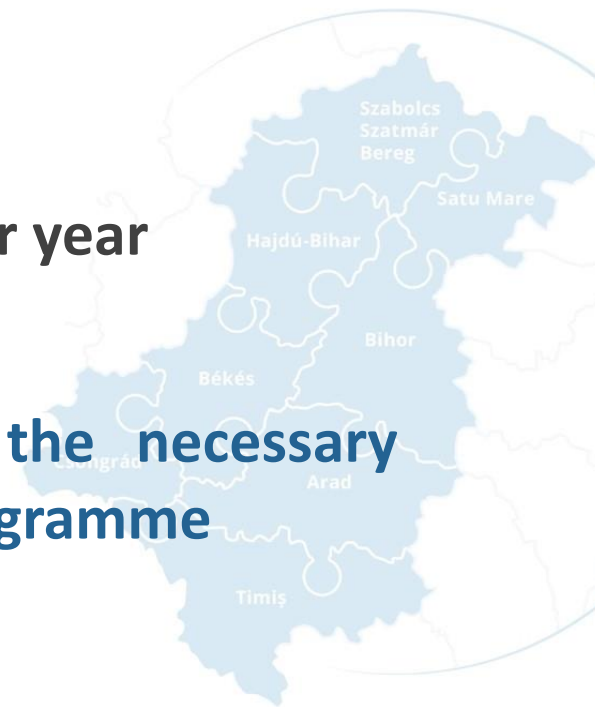 Szabolcs
Szatmár
Bereg
Satu Mare
r year
Hajdú-Bihar
Bihor
Békés
the necessary
Csongrád
Arad
gramme
Timiș